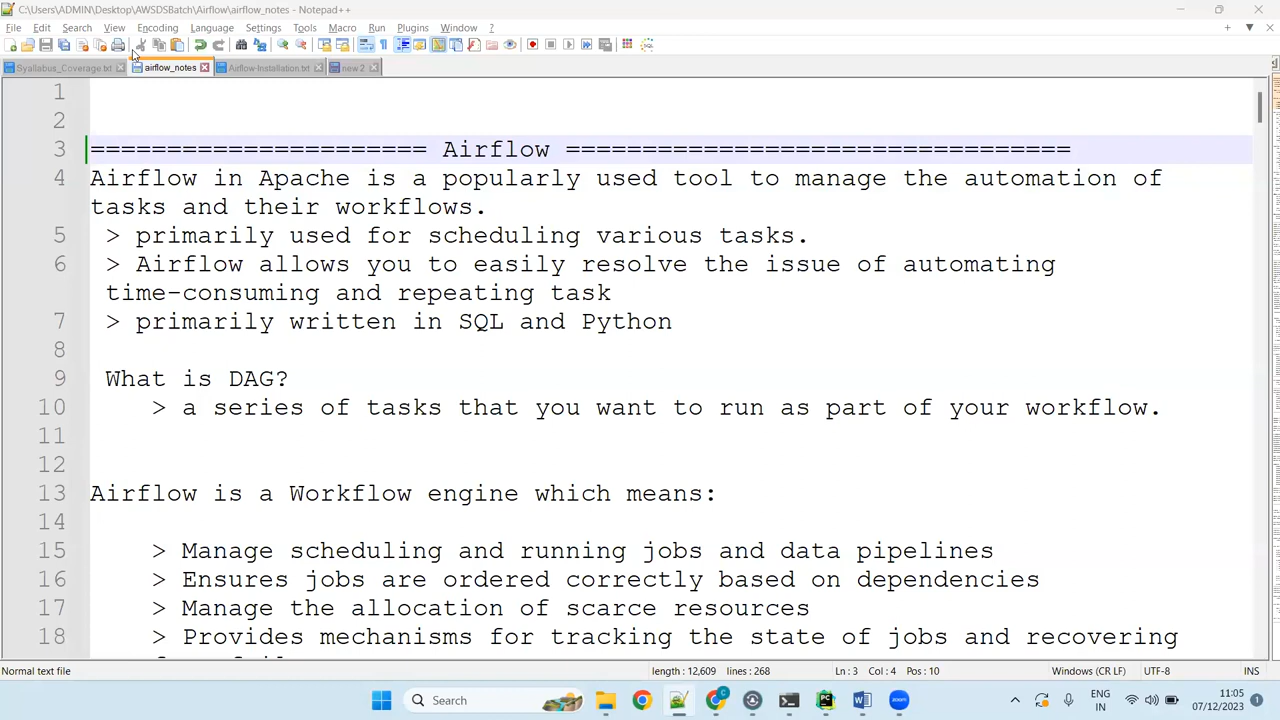 C:\Users\ADMIN\Desktop\AWSDSBatch\Airflow\airflow_notes - Notepad++
File Edit Search View Encoding Language Settings Tools Macro Run Plugins Window ?
Syallabus_Coverage.txt airflow_notes Airflow-Installation.txt new 2
1
2
3 ====================== Airflow =================================
4 Airflow in Apache is a popularly used tool to manage the automation of
tasks and their workflows.
5 > primarily used for scheduling various tasks.
6 > Airflow allows you to easily resolve the issue of automating
time-consuming and repeating task
7 > primarily written in SQL and Python
8
9 What is DAG?
10 > a series of tasks that you want to run as part of your workflow.
11
12
13 Airflow is a Workflow engine which means:
14
15 > Manage scheduling and running jobs and data pipelines
16 > Ensures jobs are ordered correctly based on dependencies
17 > Manage the allocation of scarce resources
18 > Provides mechanisms for tracking the state of jobs and recovering
Normal text file length : 12,609 lines : 268 Ln : 3 Col : 4 Pos : 10 Windows (CR LF) UTF-8 INS
Search ENG IN 11:05 07/12/2023